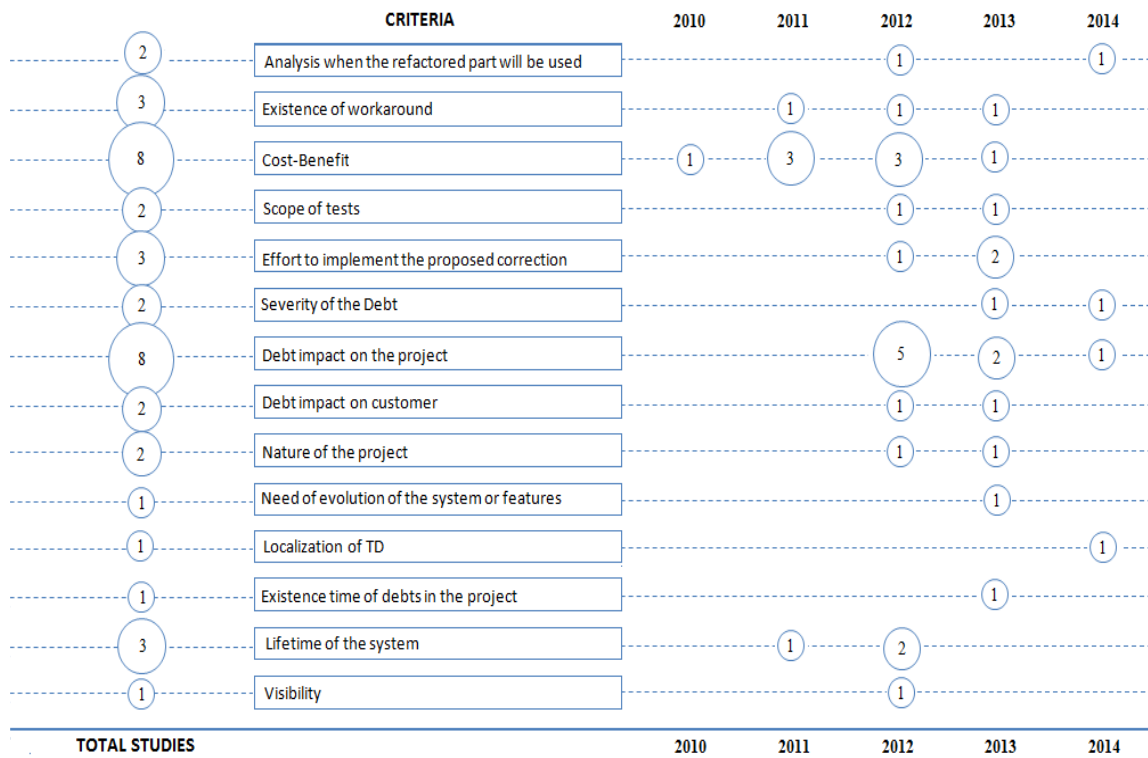 CRITERIA 2010 2011 2012 2013 2014
2 Analysis when the refactored part will be used 1 1
3 Existence of workaround 1 1 1
8 Cost-Benefit 1 3 3 1
2 Scope of tests 1 1
3 Effort to implement the proposed correction 1 2
2 Severity of the Debt 1 1
8 Debt impact on the project 5 2 1
2 Debt impact on customer 1 1
2 Nature of the project 1 1
1 Need of evolution of the system or features 1
1 Localization of TD 1
1 Existence time of debts in the project 1
3 Lifetime of the system 1 2
1 Visibility 1
TOTAL STUDIES 2010 2011 2012 2013 2014